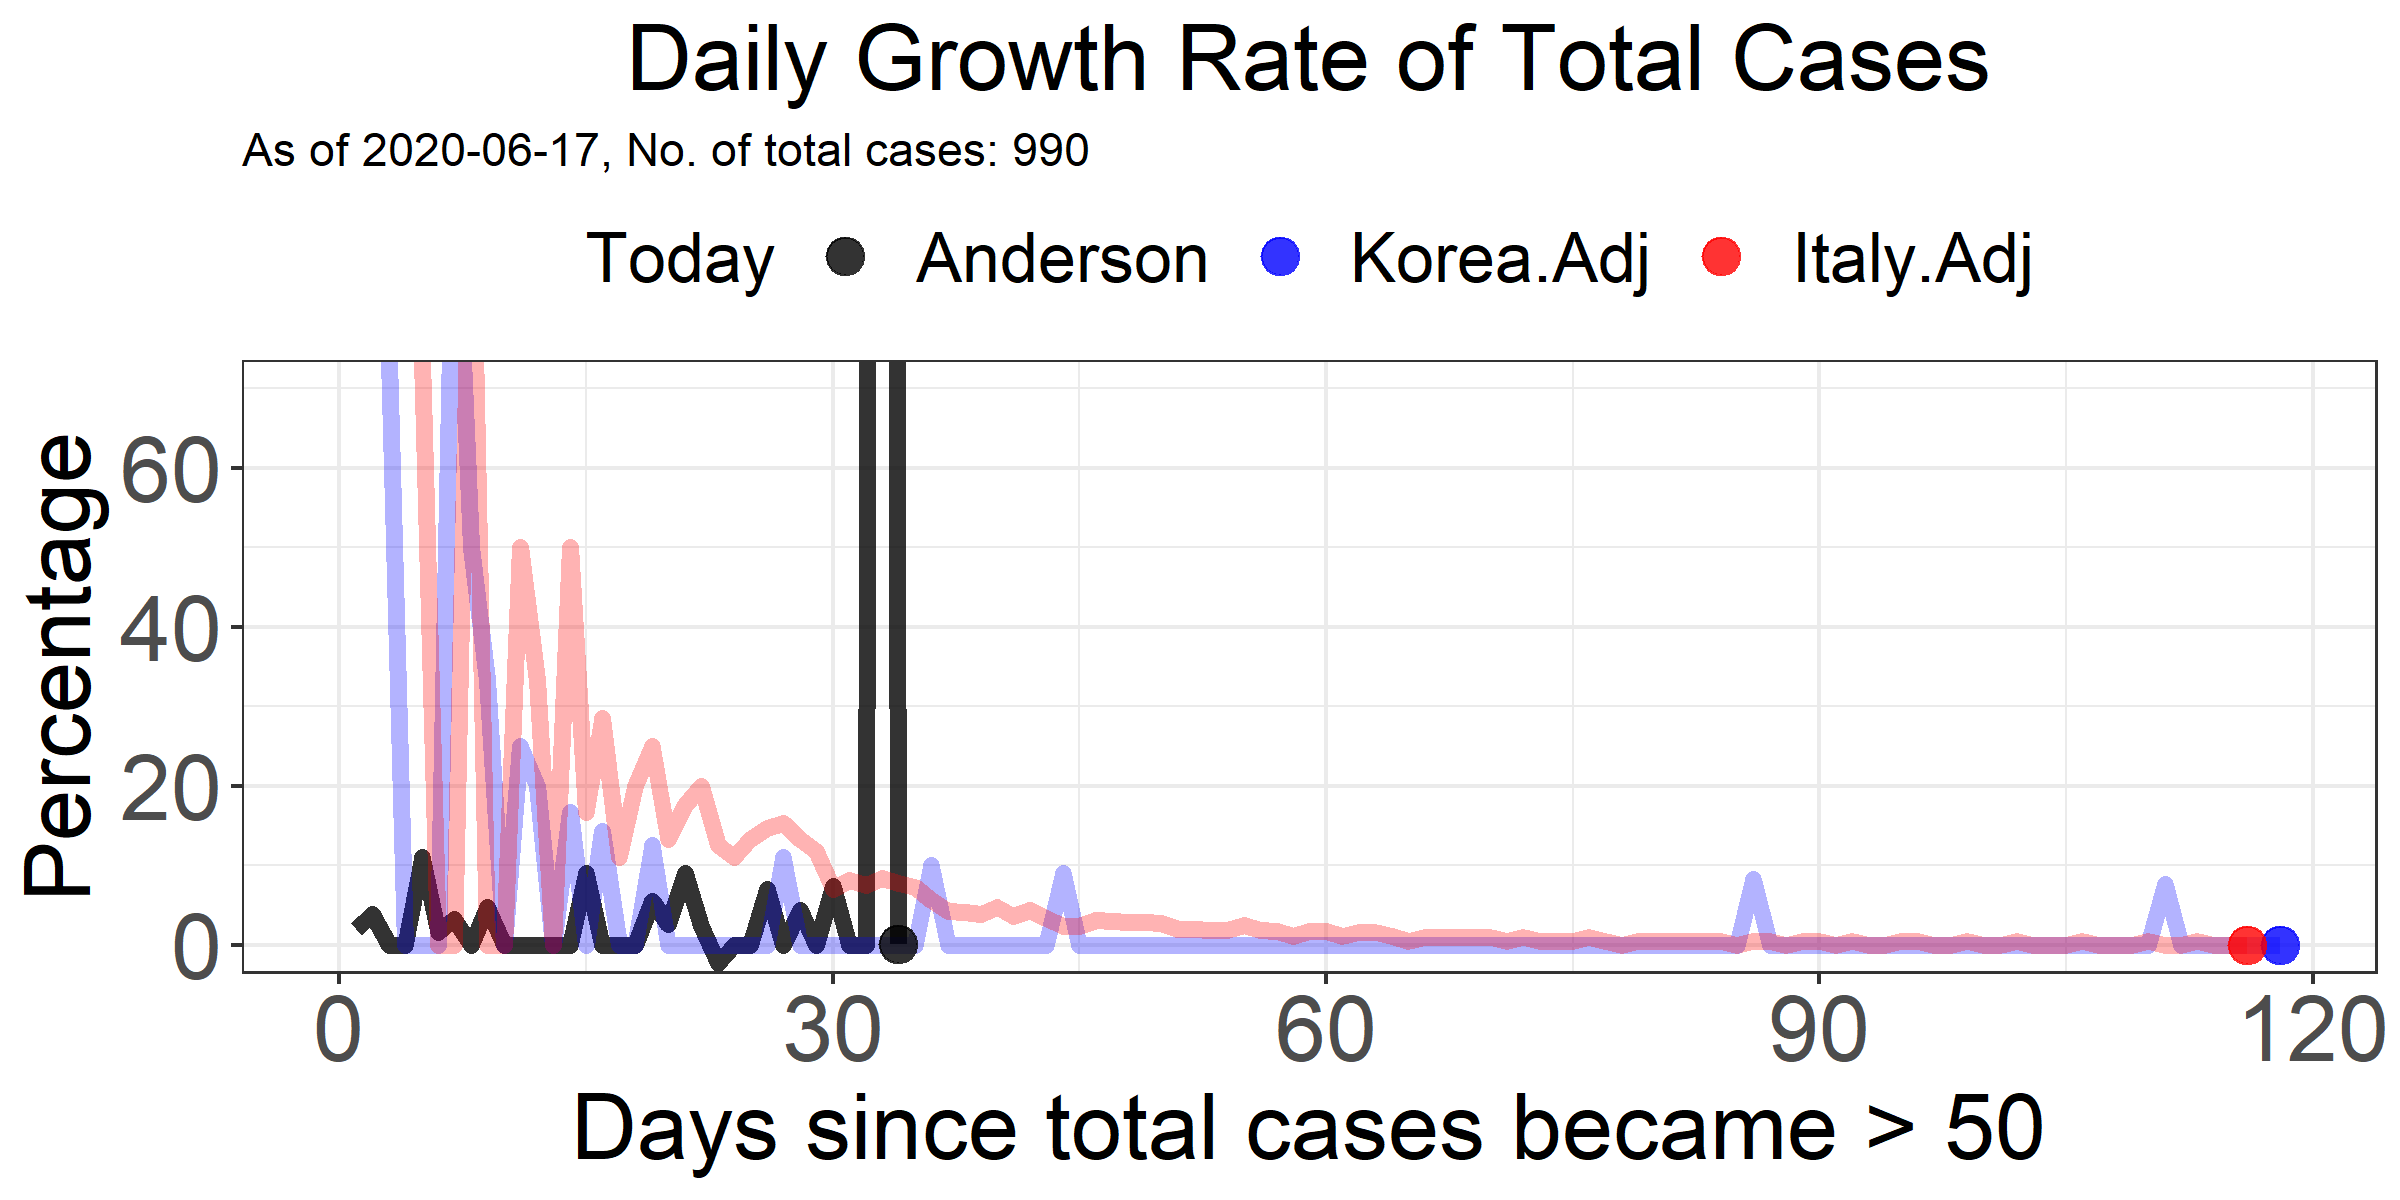 Daily Growth Rate of Total Cases
As of 2020-06-17, No. of total cases: 990
Today Anderson Korea.Adj Italy.Adj
Percentage
60
40
20
0
0 30 60 90 120
Days since total cases became > 50